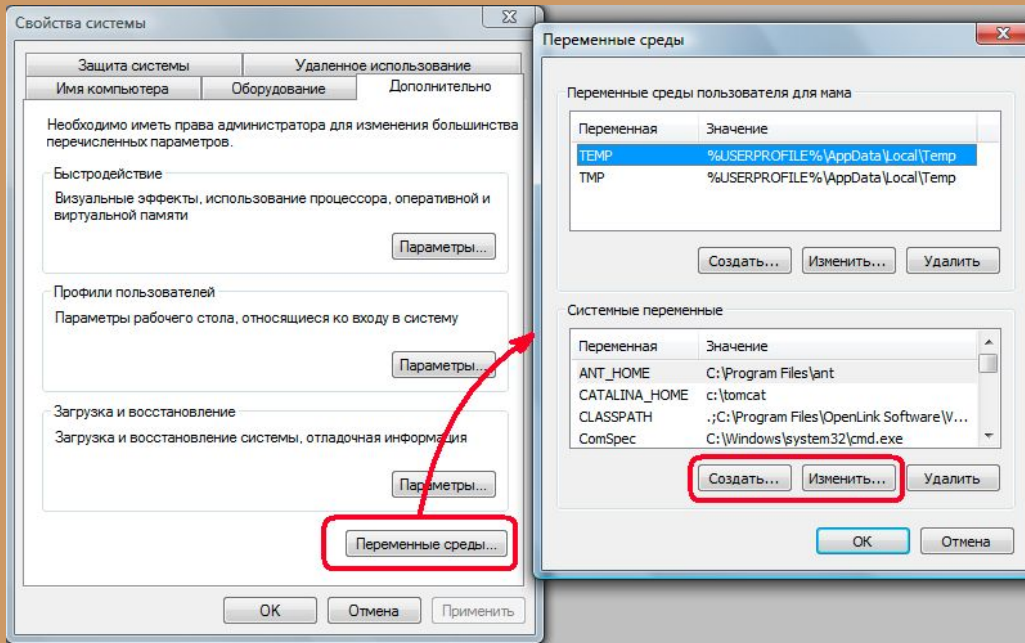 Свойства системы
Защита системы
Удаленное использование
Имя компьютера
Оборудование
Дополнительно
Необходимо иметь права администратора для изменения большинства
перечисленных параметров.
Быстродействие
Визуальные эффекты, использование процессора, оперативной и
виртуальной памяти
Параметры...
Профили пользователей
Параметры рабочего стола, относящиеся ко входу в систему
Параметры...
Загрузка и восстановление
Загрузка и восстановление системы, отладочная информация
Параметры...
Переменные среды...
OK
Отмена
Применить
Переменные среды
Переменные среды пользователя для мама
Переменная Значение
TEMP %USERPROFILE%\AppData\Local\Temp
TMP %USERPROFILE%\AppData\Local\Temp
Создать...
Изменить...
Удалить
Системные переменные
Переменная Значение
ANT_HOME C:\Program Files\ant
CATALINA_HOME c:\tomcat
CLASSPATH .;C:\Program Files\OpenLink Software\V...
ComSpec C:\Windows\system32\cmd.exe
Создать...
Изменить...
Удалить
OK
Отмена